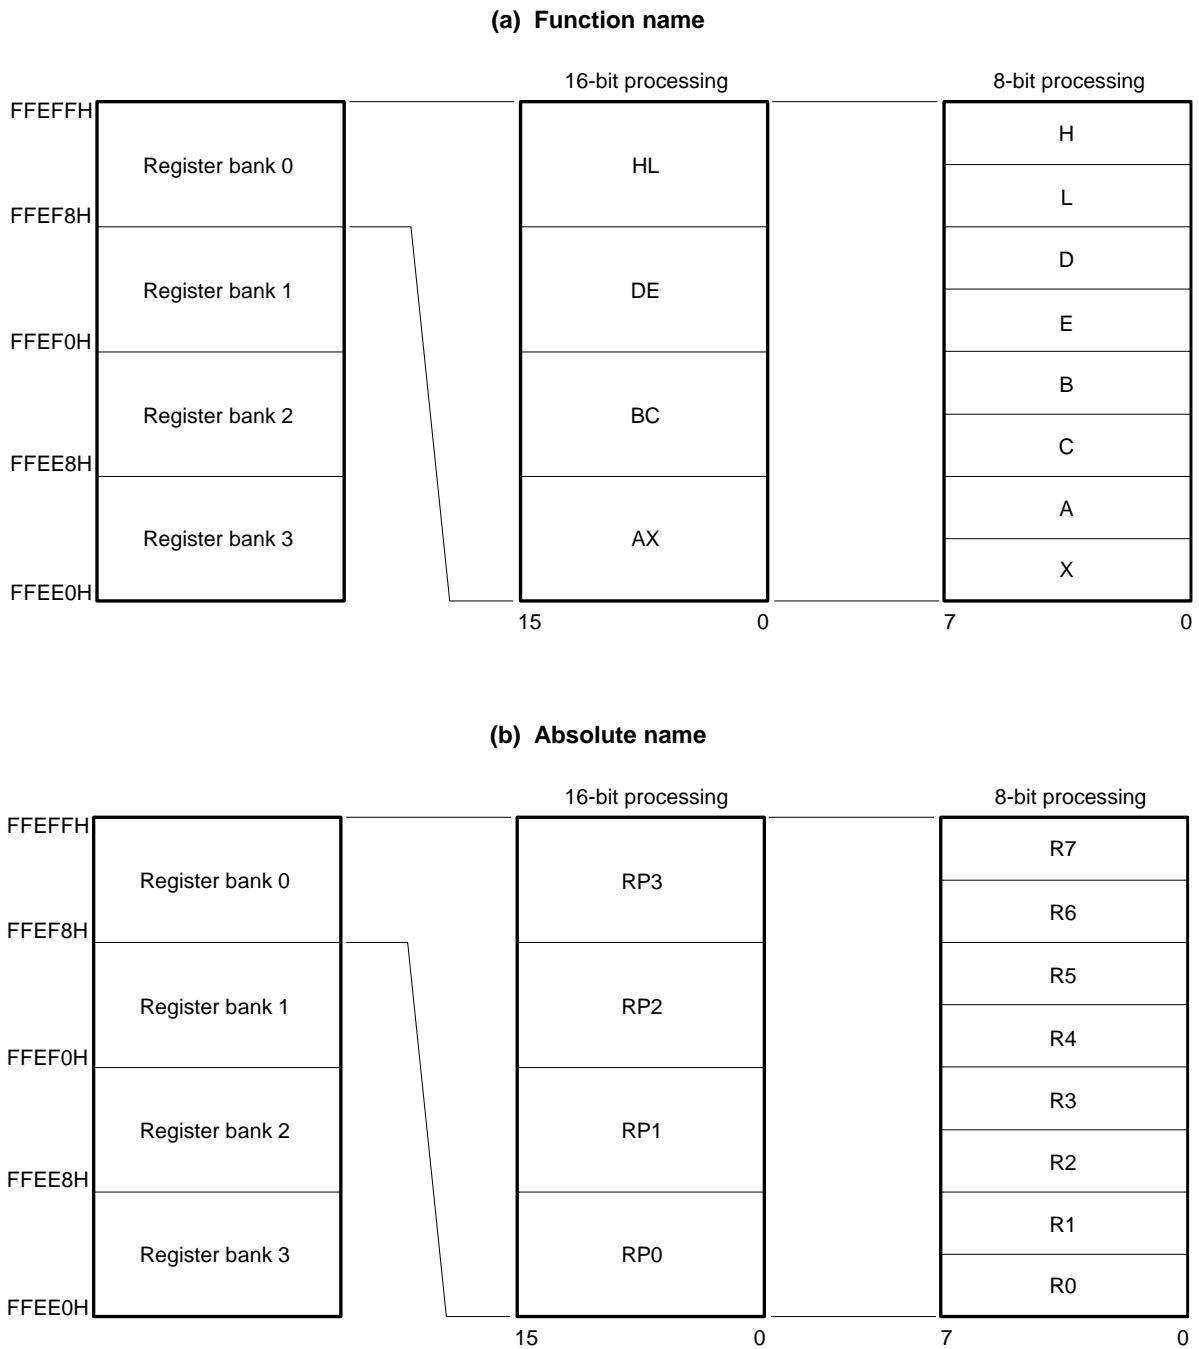 (a) Function name
16-bit processing 8-bit processing
FFEFFH
H
Register bank 0 HL
L
FFEF8H
D
Register bank 1 DE
E
FFEF0H
B
Register bank 2 BC
C
FFEE8H
A
Register bank 3 AX
X
FFEE0H
15 0 7 0
(b) Absolute name
16-bit processing 8-bit processing
FFEFFH
R7
Register bank 0 RP3
R6
FFEF8H
R5
Register bank 1 RP2
R4
FFEF0H
R3
Register bank 2 RP1
R2
FFEE8H
R1
Register bank 3 RP0
R0
FFEE0H
15 0 7 0